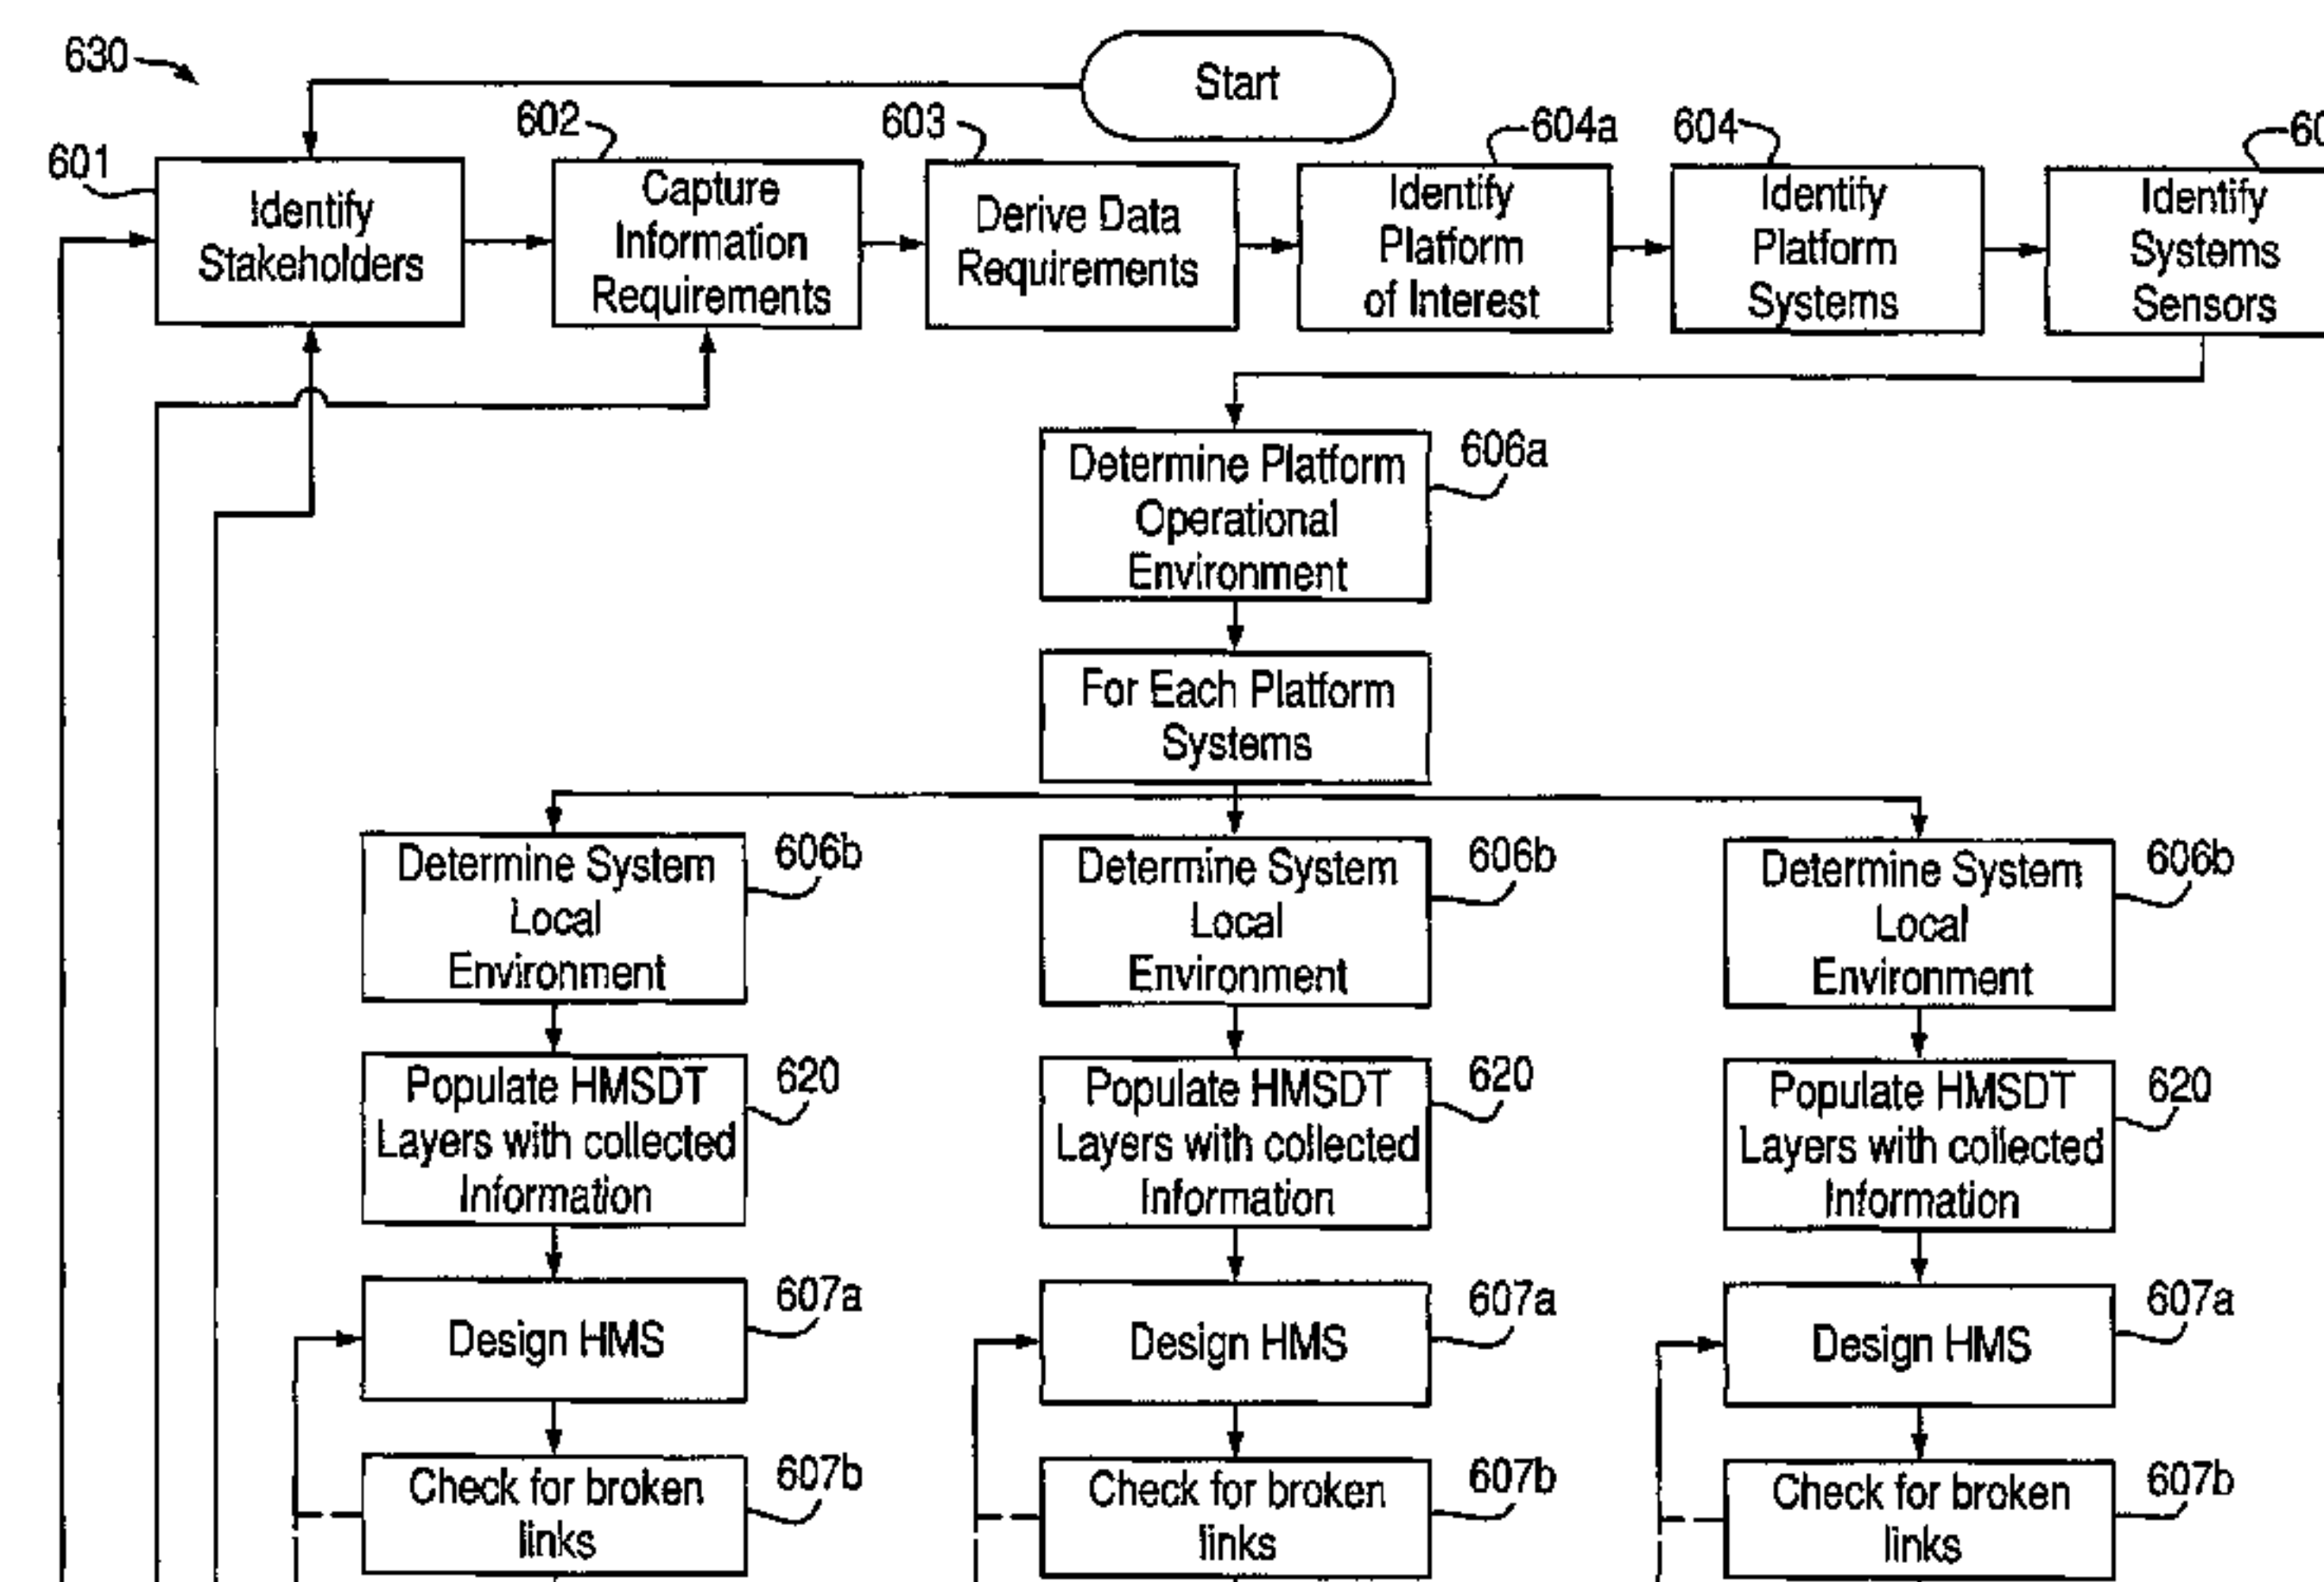 630
Start
601
602
603
604a
604
Identify
Stakeholders
Capture
Information
Requirements
Derive Data
Requirements
Identify
Platform
of Interest
Identify
Platform
Systems
Identify
Systems
Sensors
Determine Platform
Operational
Environment
606a
For Each Platform
Systems
Determine System
Local
Environment
606b
Determine System
Local
Environment
606b
Determine System
Local
Environment
606b
Populate HMSDT
Layers with collected
Information
620
Populate HMSDT
Layers with collected
Information
620
Populate HMSDT
Layers with collected
Information
620
Design HMS
607a
Design HMS
607a
Design HMS
607a
Check for broken
links
607b
Check for broken
links
607b
Check for broken
links
607b